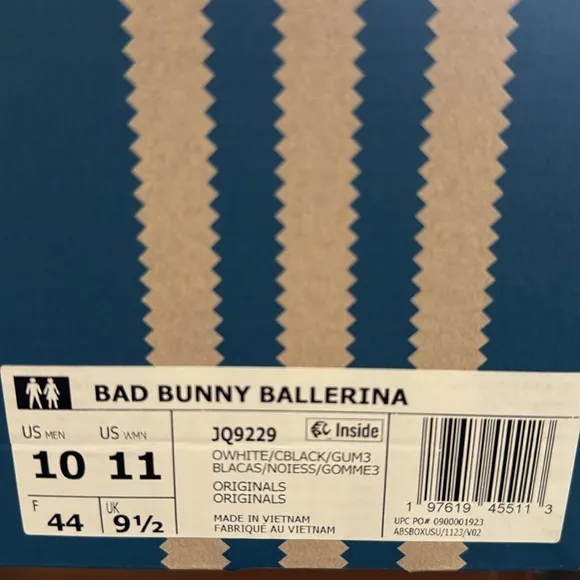 BAD BUNNY BALLERINA
US MEN US WMN
10 11
F UK
44 9½
JQ9229 Inside
OWHITE/CBLACK/GUM3
BLACAS/NOIESS/GOMME3
ORIGINALS
ORIGINALS
MADE IN VIETNAM
FABRIQUÉ AU VIETNAM
1 97619 45511 3
UPC PO# 0900001923
ABSBOXUSU/1123/V02